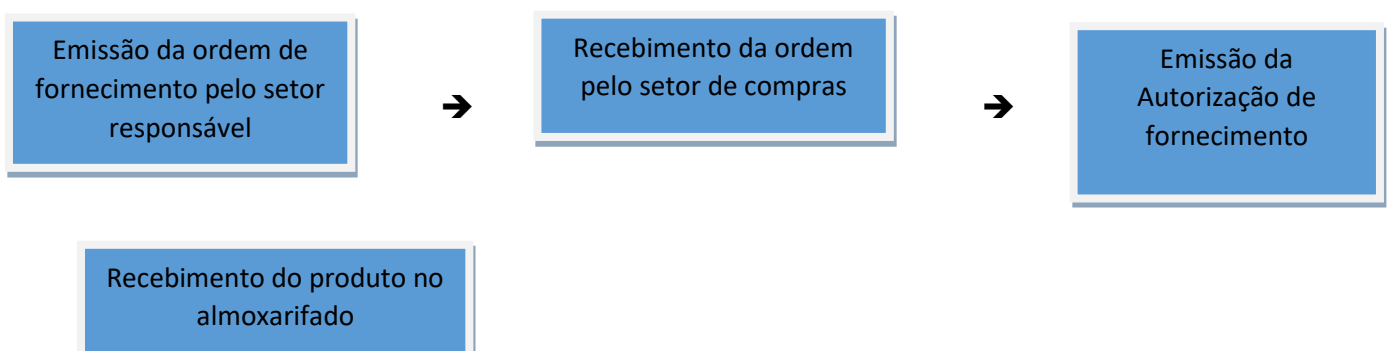 Emissão da ordem de
fornecimento pelo setor
responsável
➔
Recebimento da ordem
pelo setor de compras
➔
Emissão da
Autorização de
fornecimento
Recebimento do produto no
almoxarifado